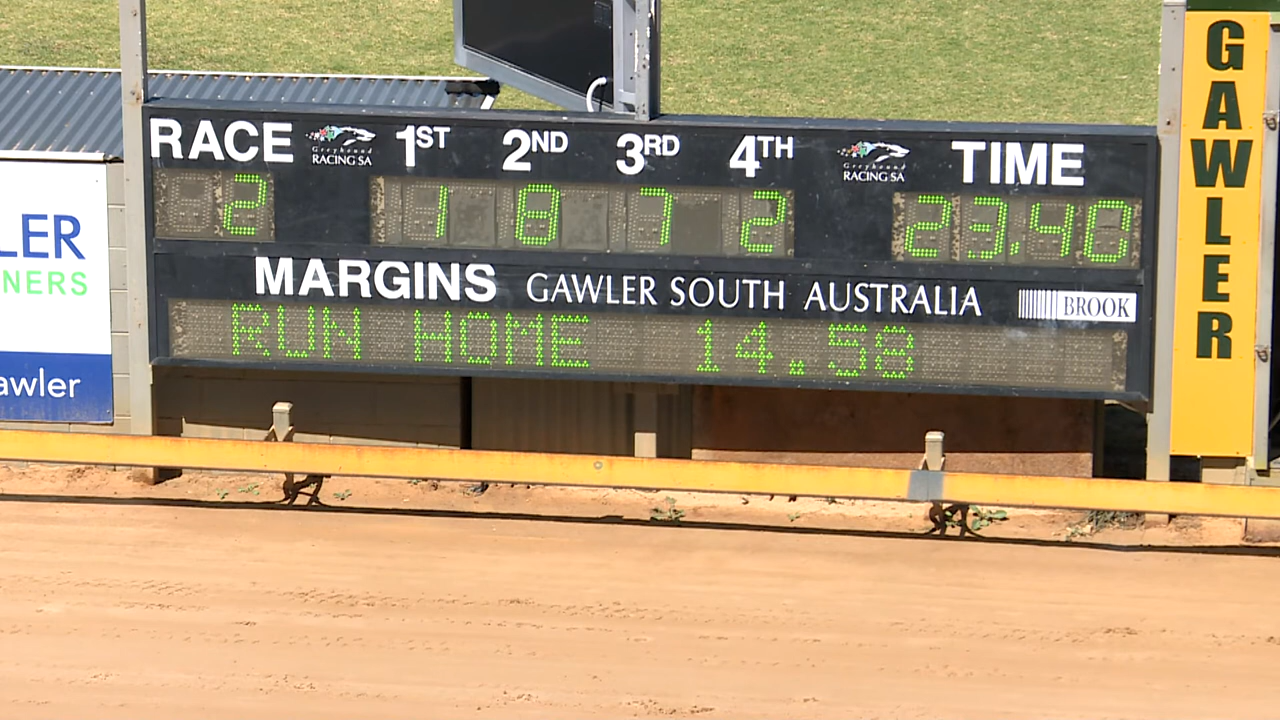 RACE Greyhound RACING SA 1ST 2ND 3RD 4TH Greyhound RACING SA TIME
2 1 8 7 2 23.40
MARGINS GAWLER SOUTH AUSTRALIA BROOK
RUN HOME 14.58
GAWLER
LER
NERS
awler